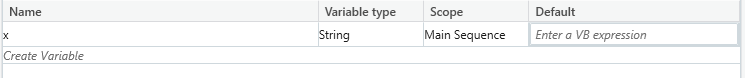 Name Variable type Scope Default
x String Main Sequence Enter a VB expression
Create Variable